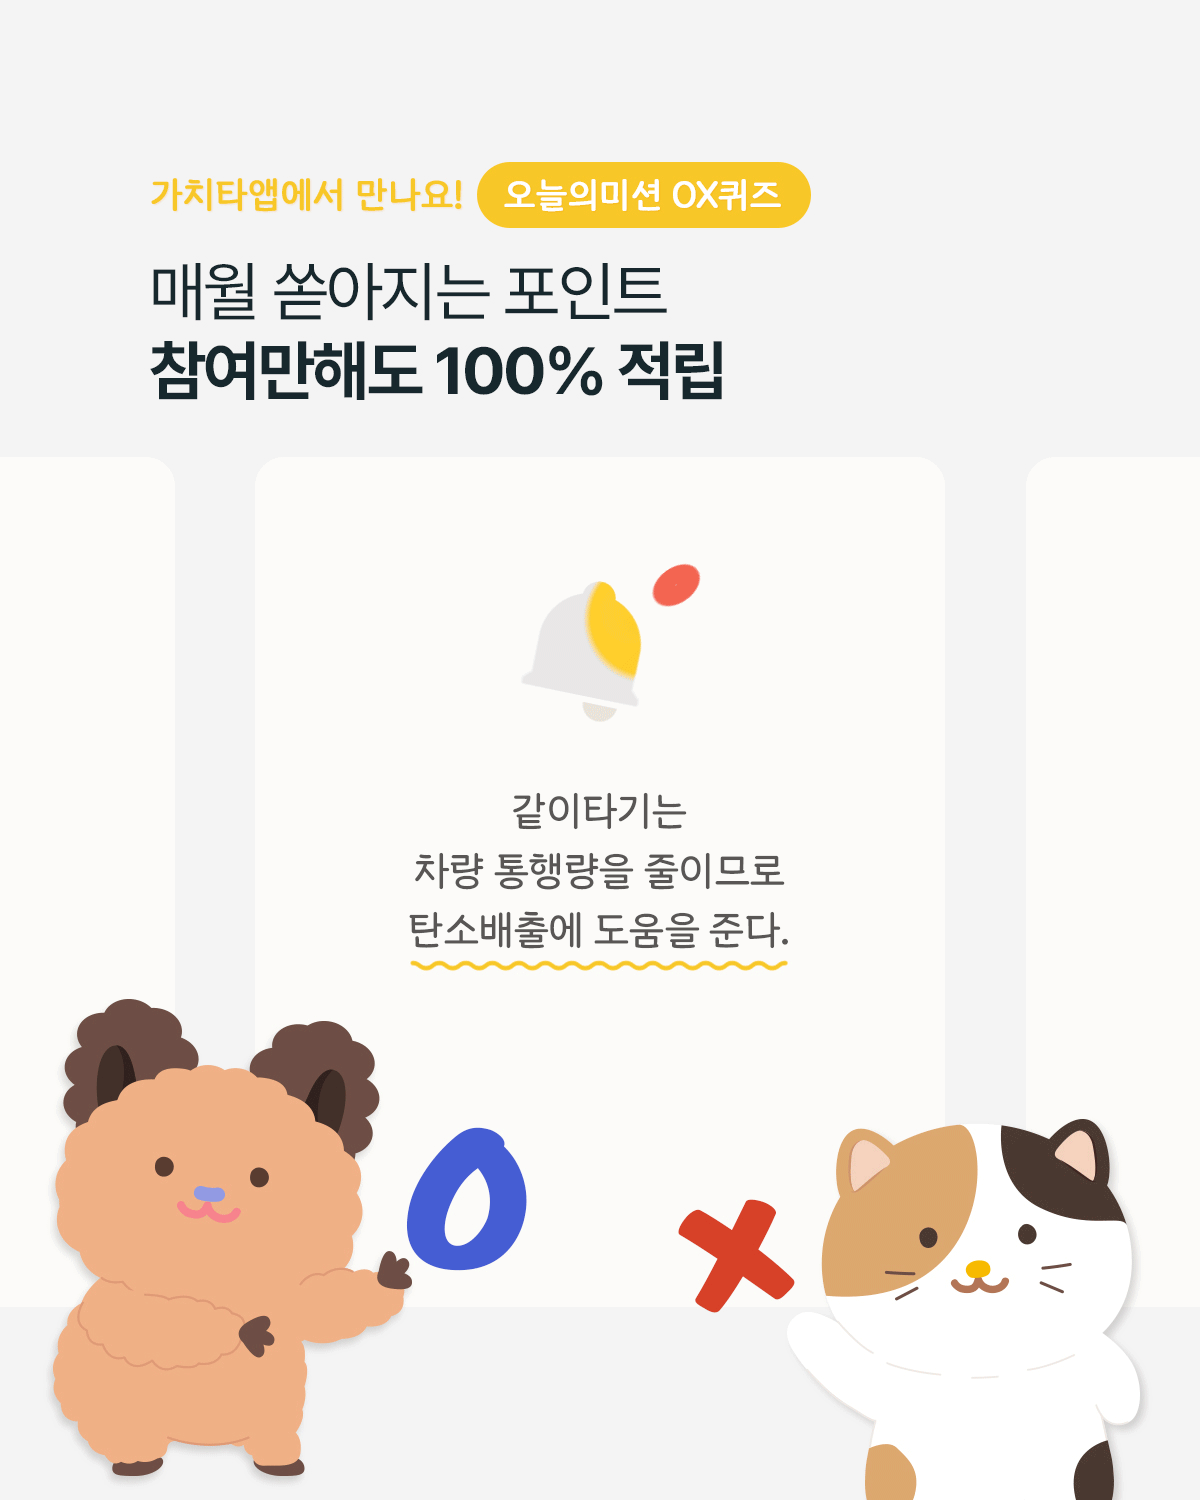 가치타앱에서 만나요! 오늘의미션 OX퀴즈
매월 쏟아지는 포인트
참여만해도 100% 적립
같이타기는
차량 통행량을 줄이므로
탄소배출에 도움을 준다.